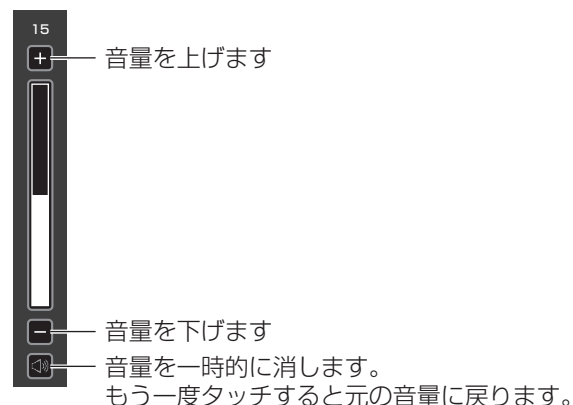 15
+
音量を上げます
−
音量を下げます
音量を一時的に消します。
もう一度タッチすると元の音量に戻ります。